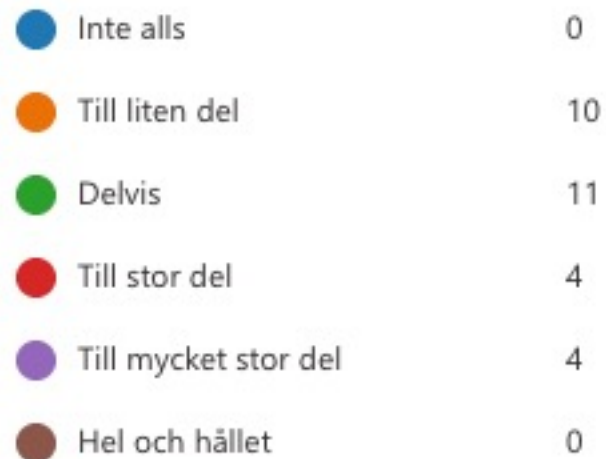 Inte alls 0
Till liten del 10
Delvis 11
Till stor del 4
Till mycket stor del 4
Hel och hållet 0